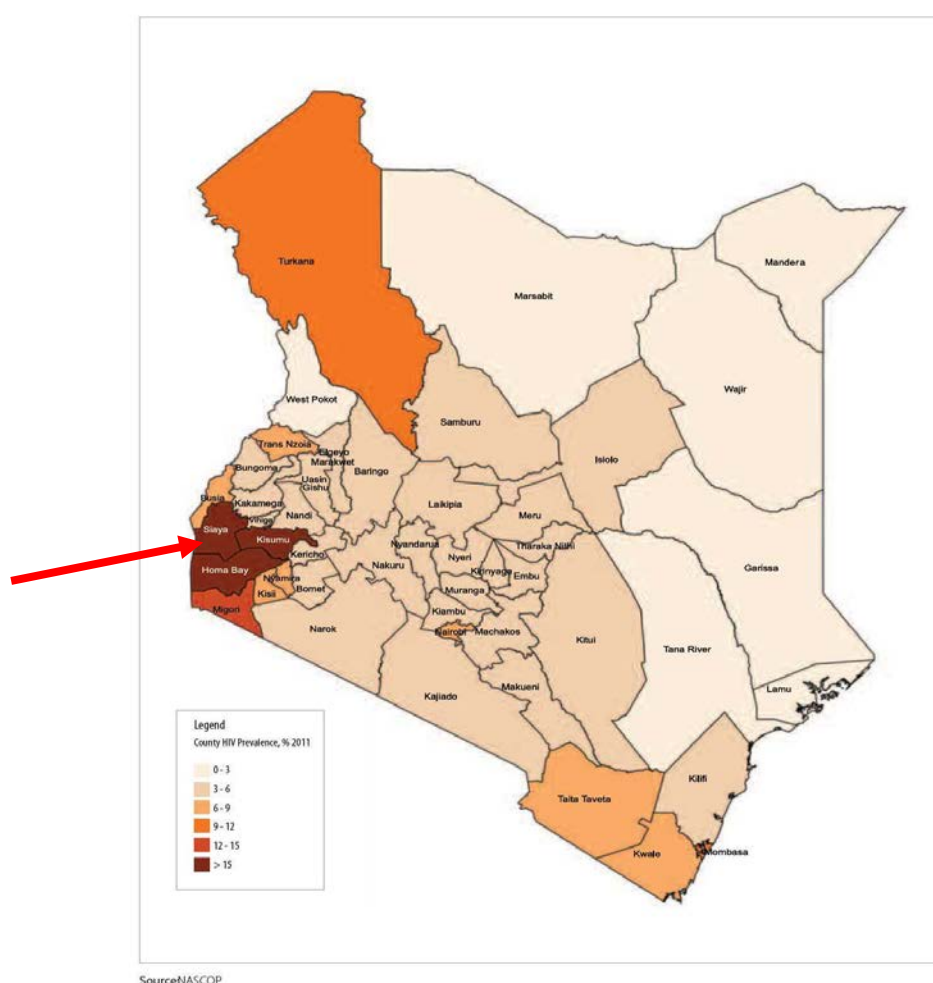 Turkana
Mandera
Marsabit
Wajir
West Pokot
Samburu
Isiolo
Trans Nzoia
Elgeyo
Marakwet
Bungoma
Baringo
Uasin
Gishu
Busia
Kakamega
Laikipia
Meru
Nandi
Vihiga
Siaya
Kisumu
Nyandarua
Tharaka Nithi
Kericho
Nyeri
Garissa
Homa Bay
Nakuru
Kirinyaga
Embu
Nyamira
Kisii
Bomet
Muranga
Migori
Kiambu
Narok
Nairobi
Machakos
Kitui
Tana River
Makueni
Lamu
Kajiado
Kilifi
Taita Taveta
Kwale
Mombasa
Legend
County HIV Prevalence, % 2011
0 - 3
3 - 6
6 - 9
9 - 12
12 - 15
> 15
SourceNASCOP